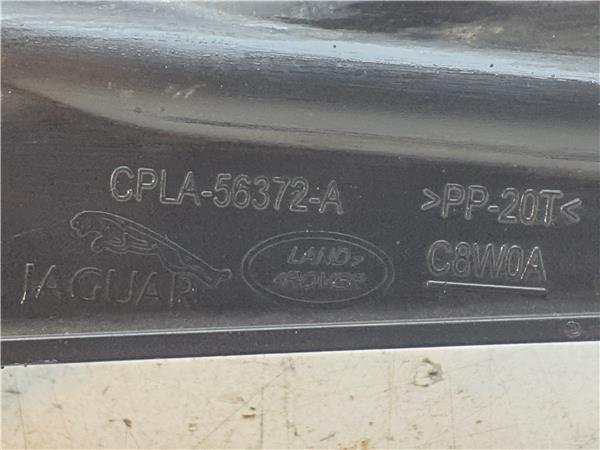 CPLA-56372-A >PP-20T<
JAGUAR LAND ROVER C8W0A